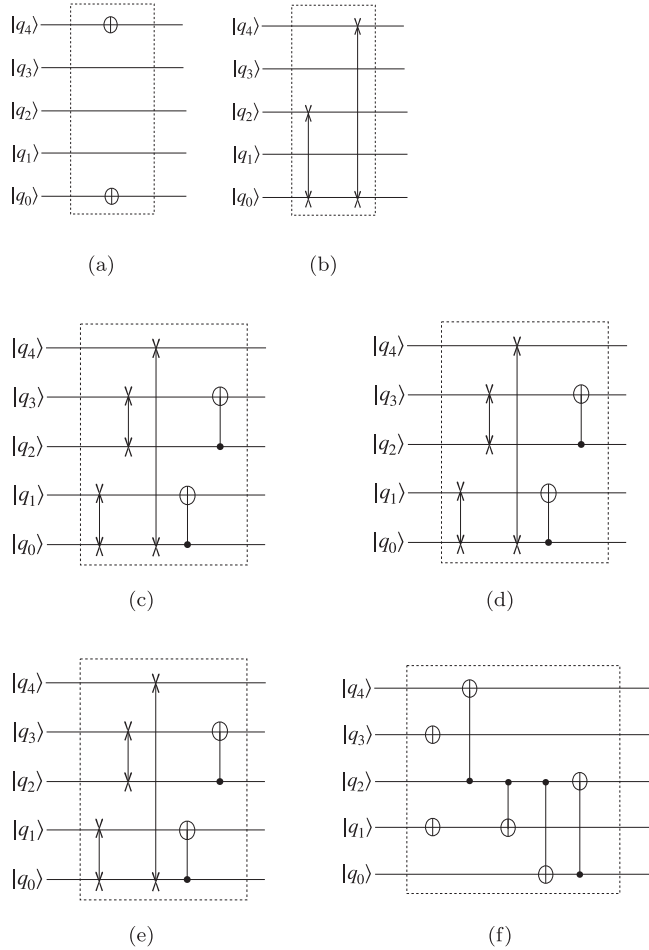 |q₄⟩
|q₃⟩
|q₂⟩
|q₁⟩
|q₀⟩
(a)
|q₄⟩
|q₃⟩
|q₂⟩
|q₁⟩
|q₀⟩
(b)
|q₄⟩
|q₃⟩
|q₂⟩
|q₁⟩
|q₀⟩
(c)
|q₄⟩
|q₃⟩
|q₂⟩
|q₁⟩
|q₀⟩
(d)
|q₄⟩
|q₃⟩
|q₂⟩
|q₁⟩
|q₀⟩
(e)
|q₄⟩
|q₃⟩
|q₂⟩
|q₁⟩
|q₀⟩
(f)